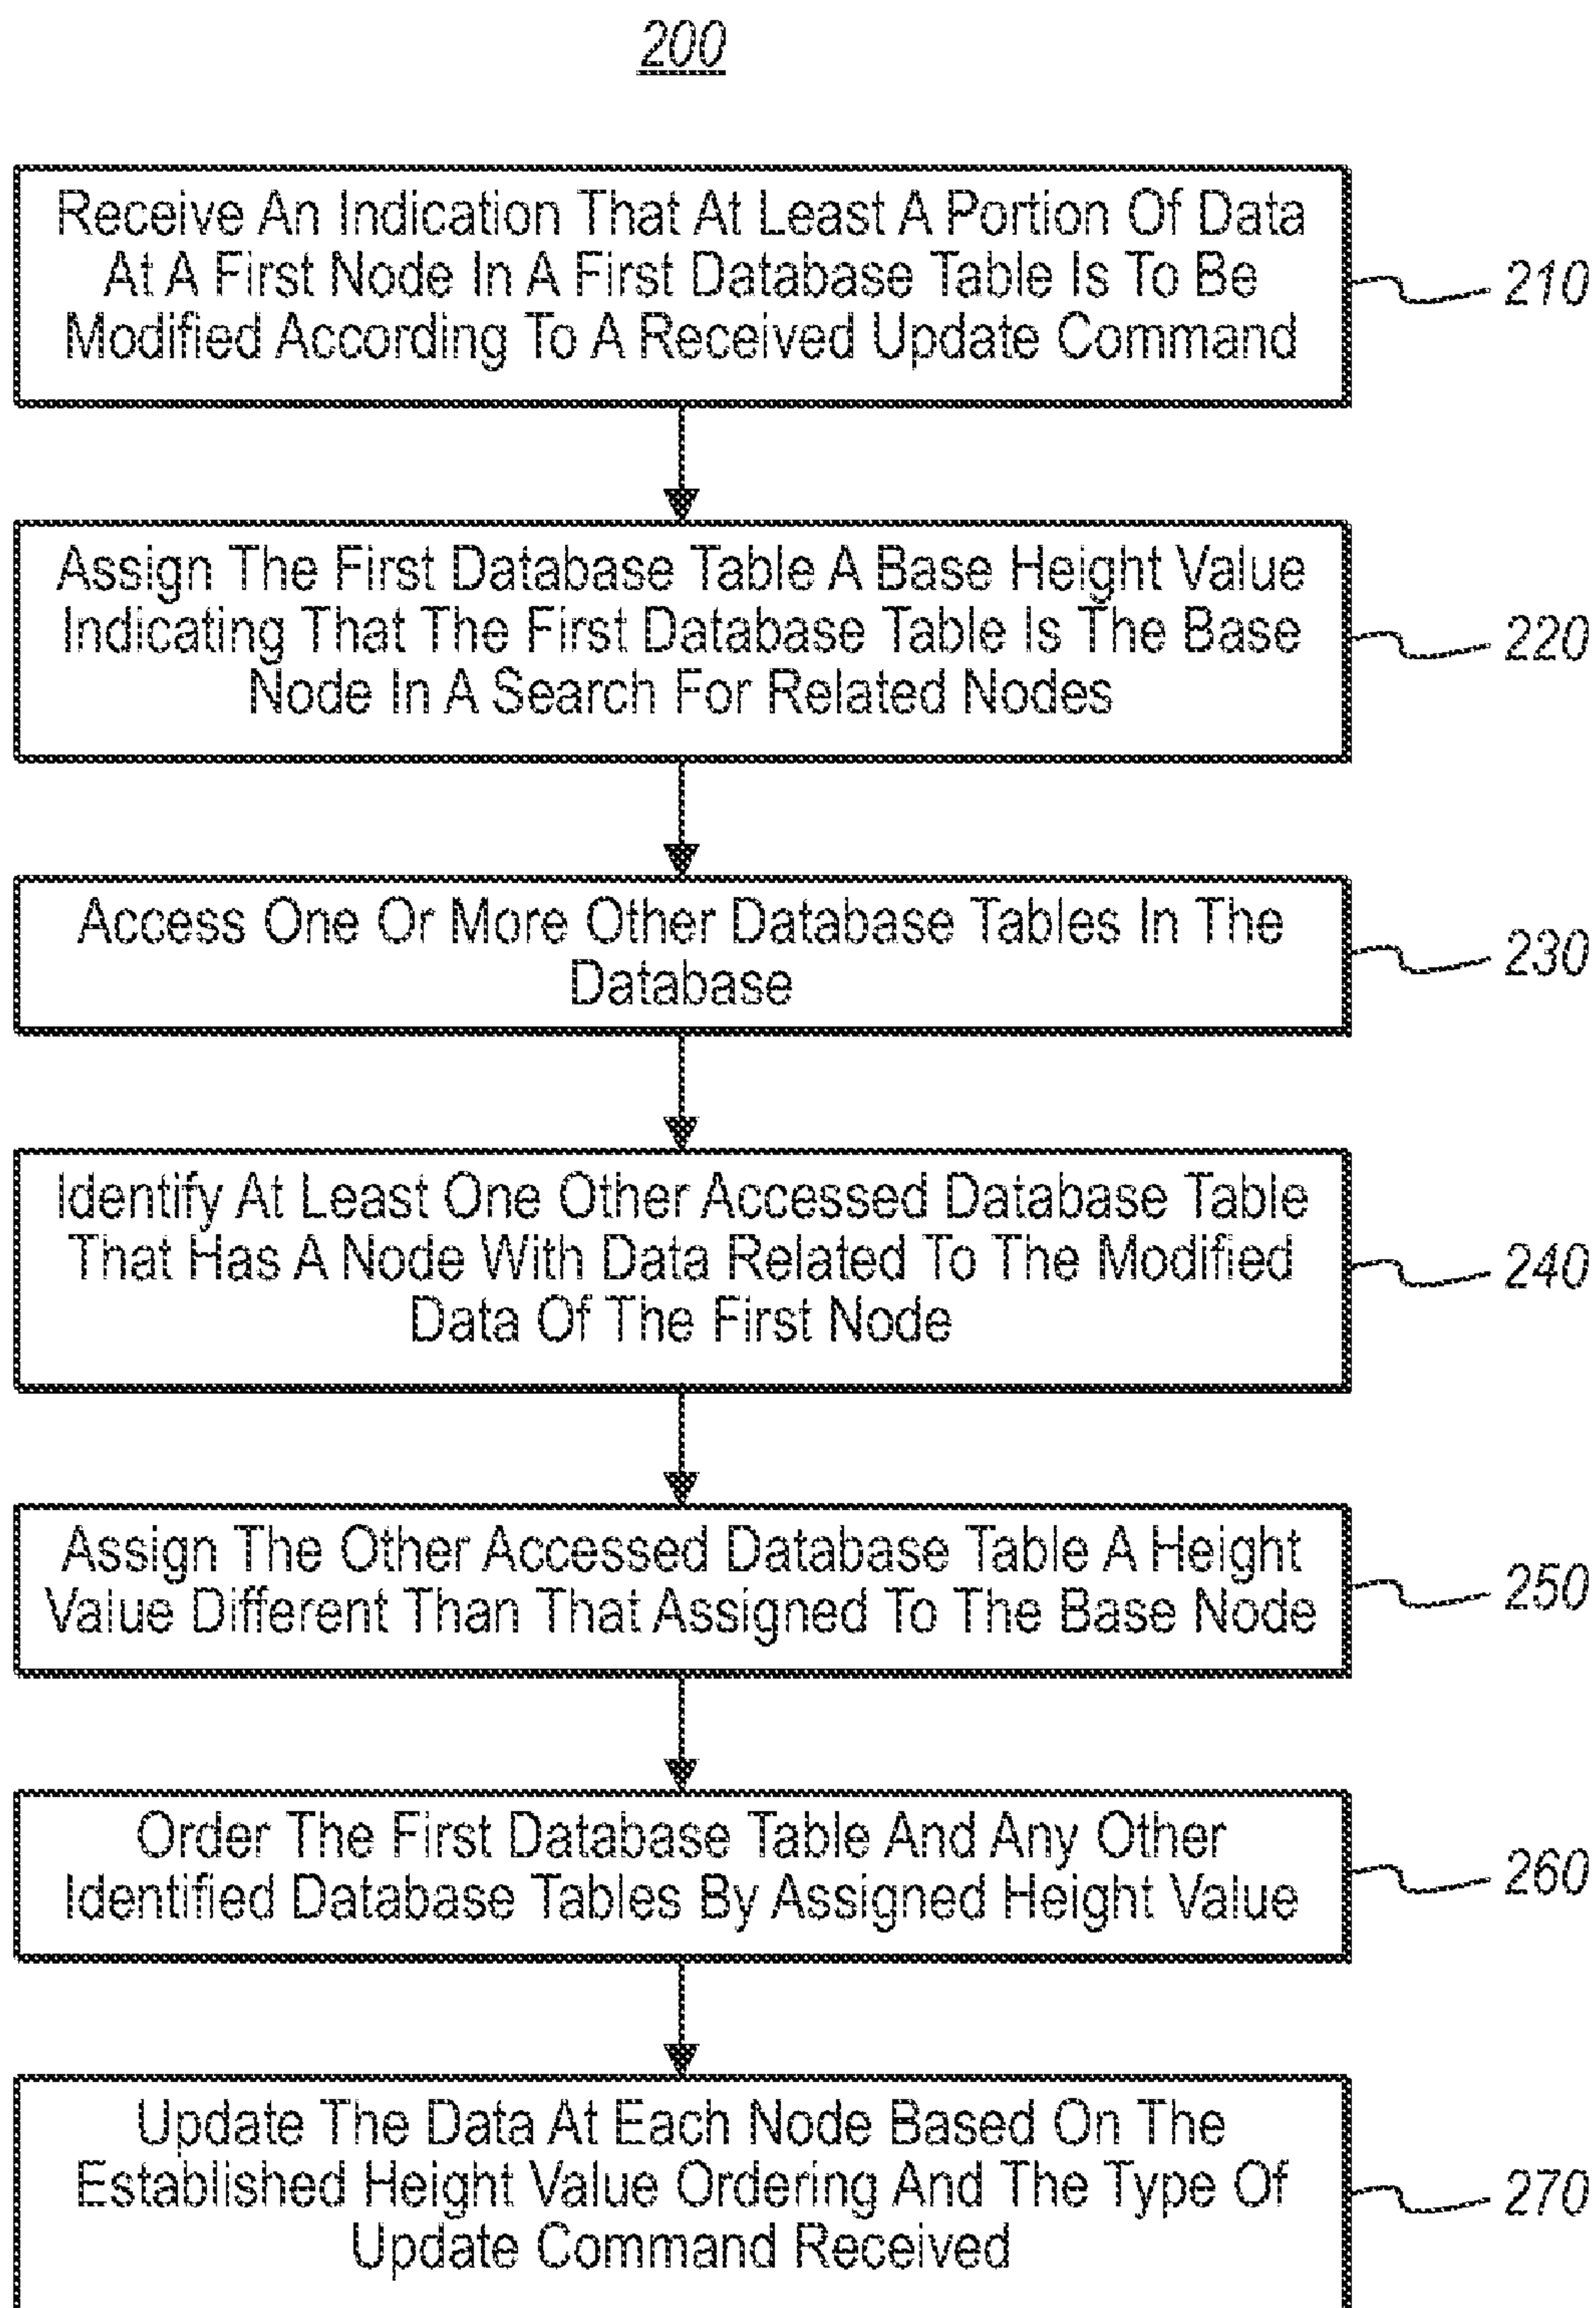 200
Receive An Indication That At Least A Portion Of Data
At A First Node In A First Database Table Is To Be
Modified According To A Received Update Command
210
Assign The First Database Table A Base Height Value
Indicating That The First Database Table Is The Base
Node In A Search For Related Nodes
220
Access One Or More Other Database Tables In The
Database
230
Identify At Least One Other Accessed Database Table
That Has A Node With Data Related To The Modified
Data Of The First Node
240
Assign The Other Accessed Database Table A Height
Value Different Than That Assigned To The Base Node
250
Order The First Database Table And Any Other
Identified Database Tables By Assigned Height Value
260
Update The Data At Each Node Based On The
Established Height Value Ordering And The Type Of
Update Command Received
270